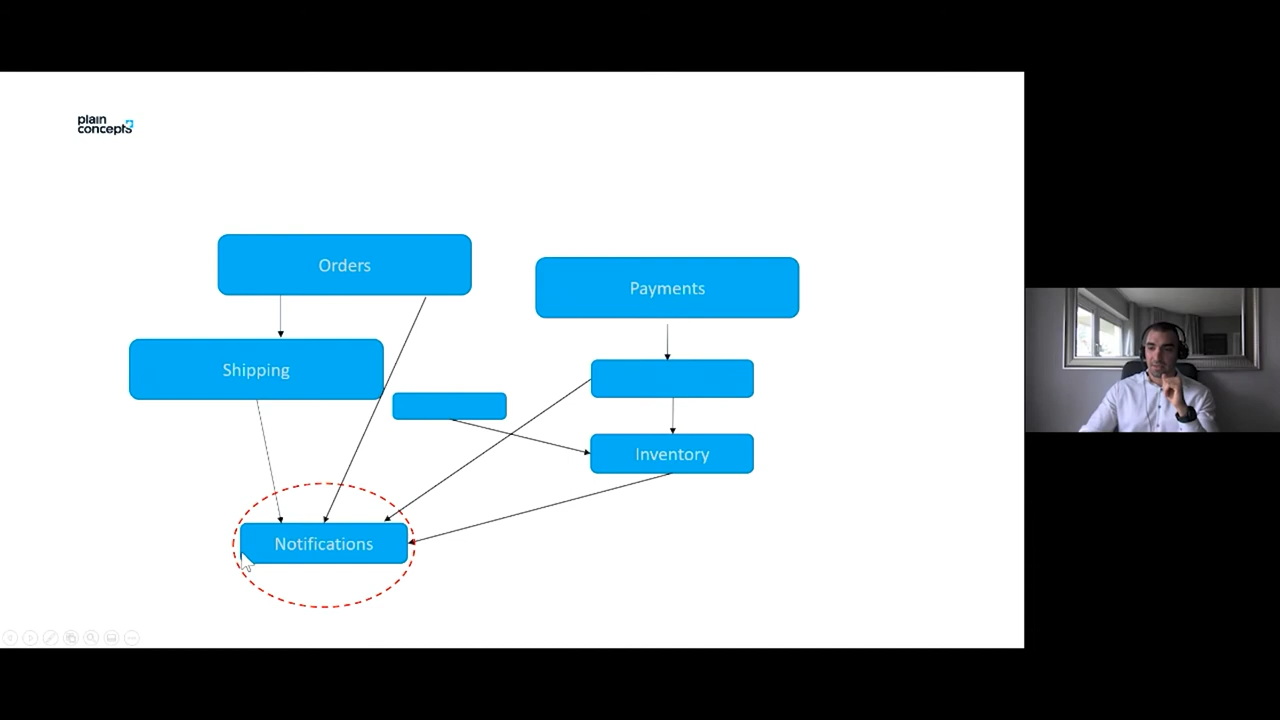 plain
concepts
Orders
Payments
Shipping
Inventory
Notifications